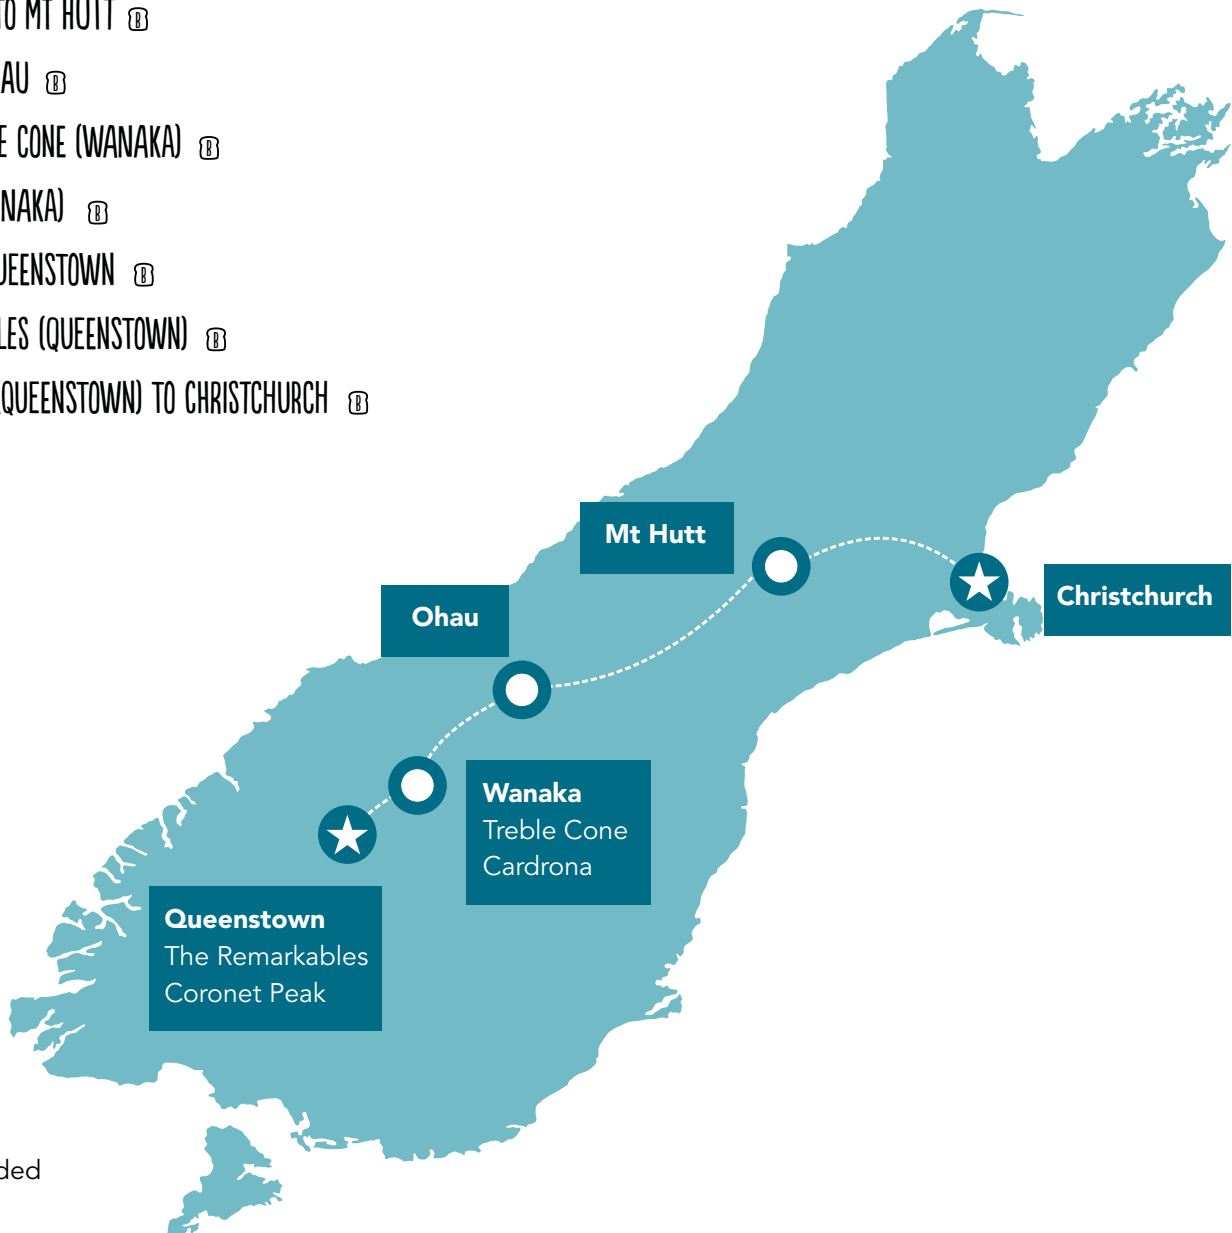 TO MT HUTT B
AU B
E CONE (WANAKA) B
NAKA) B
UEENSTOWN B
LES (QUEENSTOWN) B
(QUEENSTOWN) TO CHRISTCHURCH B
Mt Hutt
Christchurch
Ohau
Wanaka
Treble Cone
Cardrona
Queenstown
The Remarkables
Coronet Peak
ded